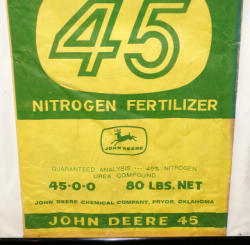 45
NITROGEN FERTILIZER
JOHN DEERE
GUARANTEED ANALYSIS --- 45% NITROGEN
UREA COMPOUND
45-0-0 80 LBS. NET
JOHN DEERE CHEMICAL COMPANY, PRYOR, OKLAHOMA
JOHN DEERE 45